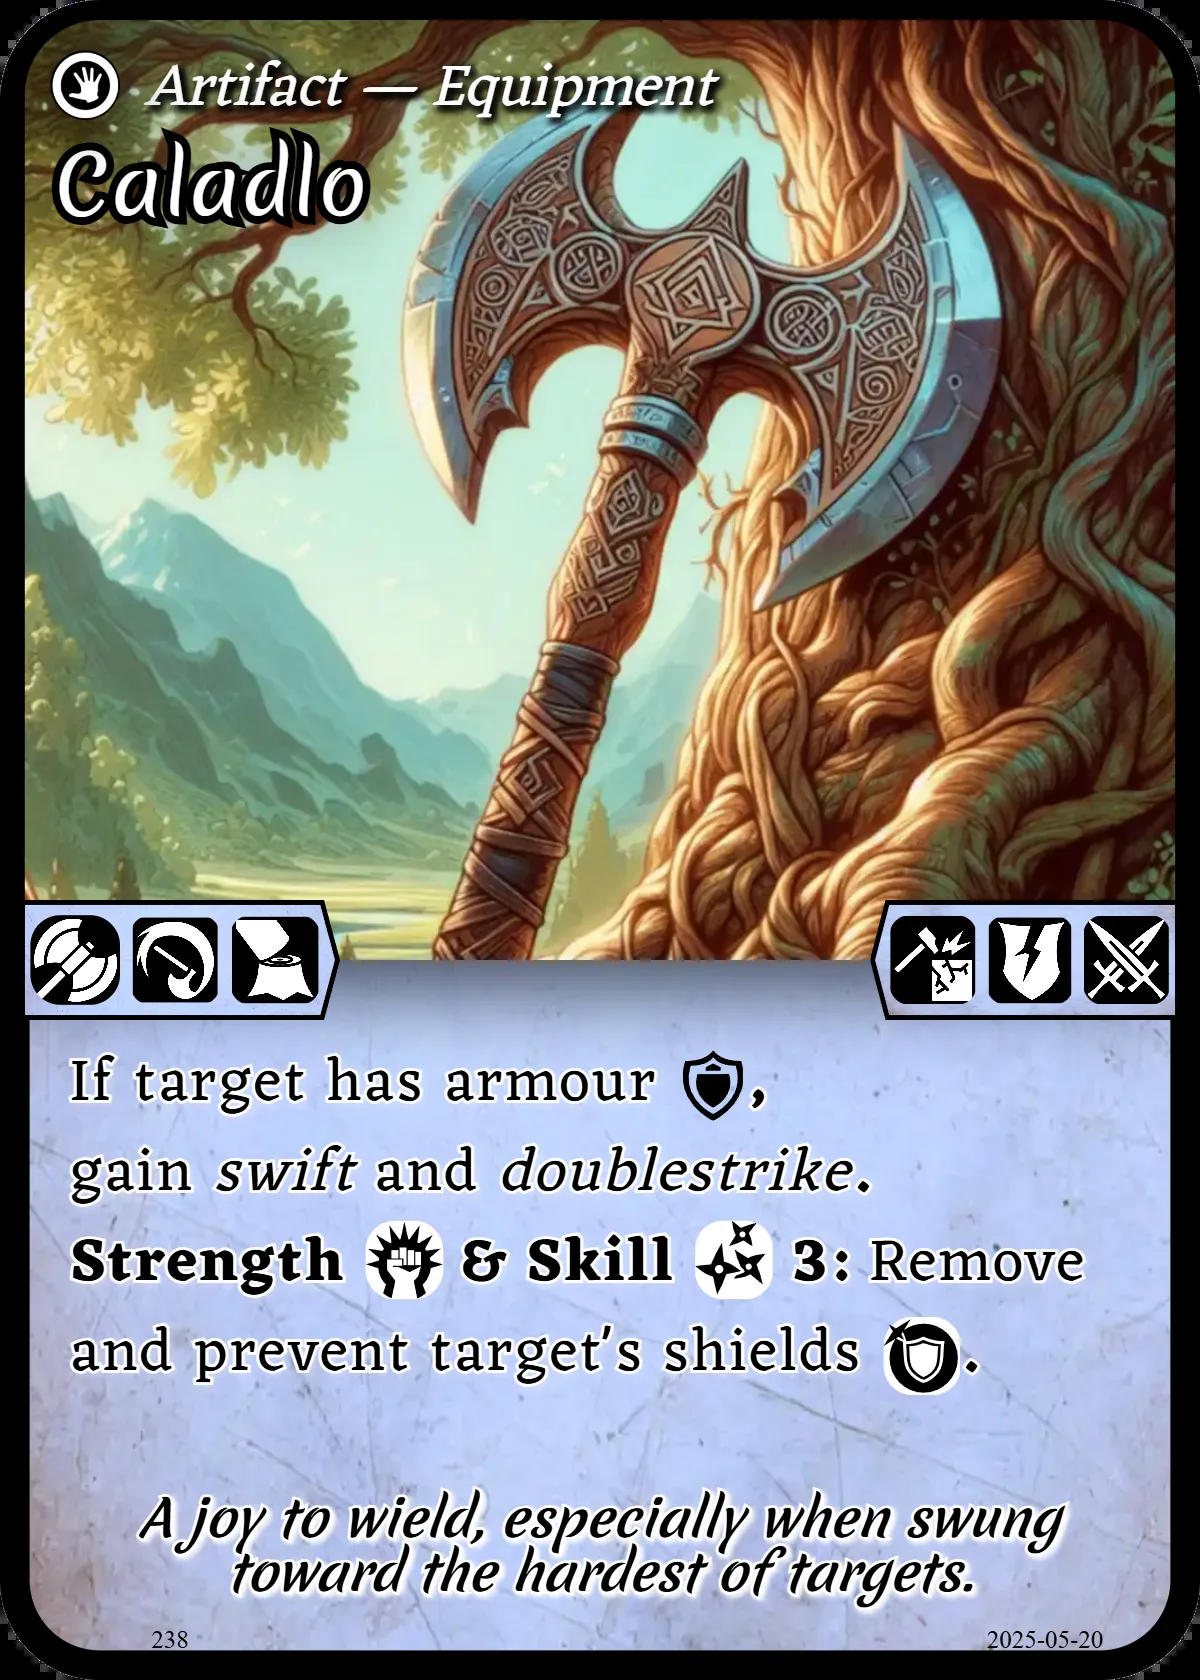 Artifact — Equipment
Caladlo
If target has armour ,
gain swift and doublestrike.
Strength & Skill 3: Remove
and prevent target's shields .
A joy to wield, especially when swung
toward the hardest of targets.
238
2025-05-20